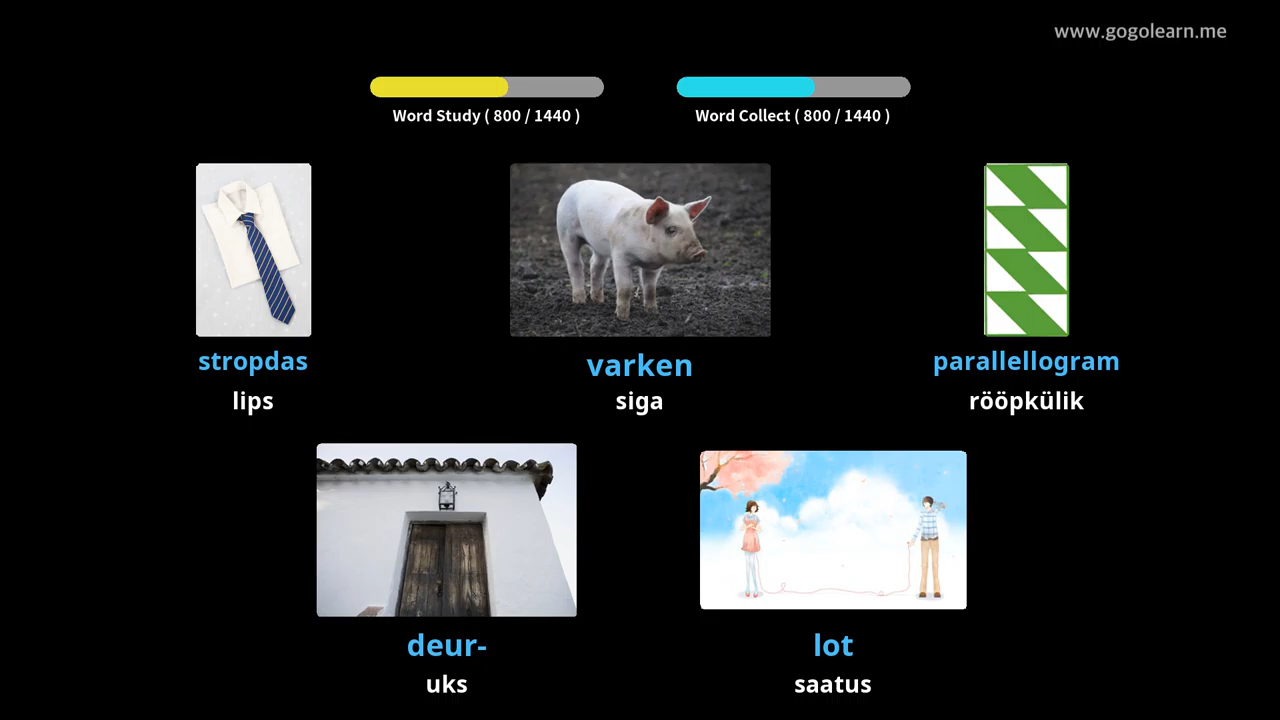 www.gogolearn.me
Word Study ( 800 / 1440 )
Word Collect ( 800 / 1440 )
stropdas
lips
varken
siga
parallellogram
rööpkülik
deur-
uks
lot
saatus